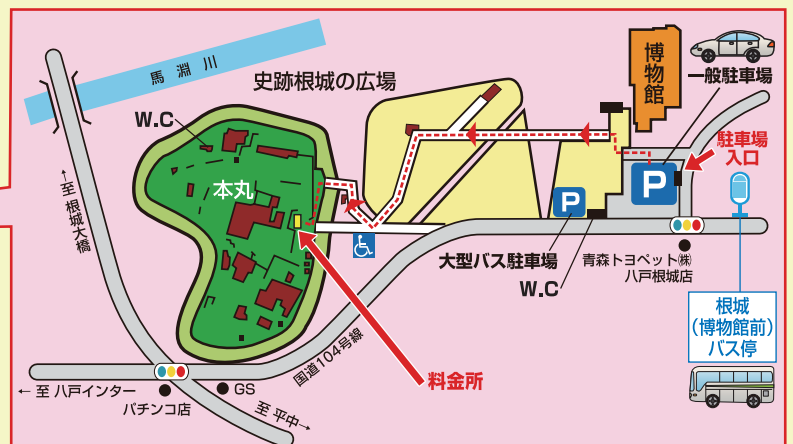 馬淵川
史跡根城の広場
博物館
一般駐車場
W.C
駐車場
入口
本丸
P
P
←至 根城大橋
大型バス駐車場
W.C
青森トヨペット㈱
八戸根城店
根城
(博物館前)
バス停
国道104号線
料金所
← 至 八戸インター
パチンコ店
GS
至 平中→